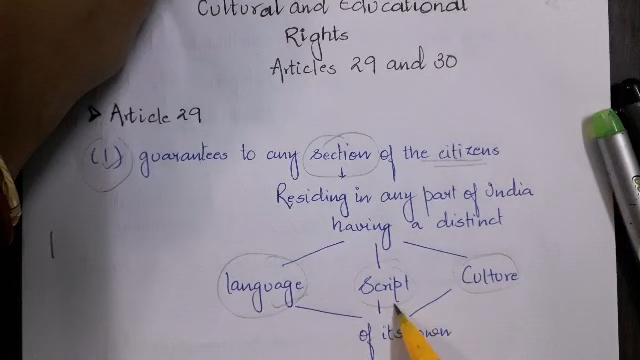 Cultural and Educational
Rights
Articles 29 and 30
➤ Article 29
(1) guarantees to any section of the citizens
Residing in any part of India
having a distinct
language script Culture
of its own